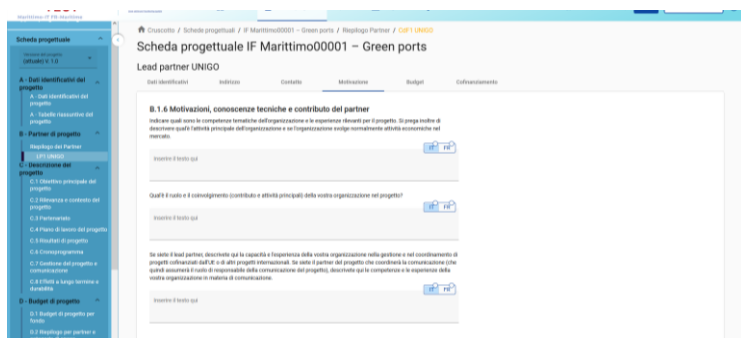 TEST
Marittimo-IT FR-Maritime
Scheda progettuale
(attuale) V. 1.0
A - Dati identificativi del
progetto
A - Dati identificativi del
progetto
A - Tabelle riassuntive del
progetto
B - Partner di progetto
Riepilogo dei Partner
LP1 UNIGO
C - Descrizione del
progetto
C.1 Obiettivo principale del
progetto
C.2 Rilevanza e contesto del
progetto
C.3 Partenariato
C.4 Piano di lavoro del progetto
C.5 Risultati di progetto
C.6 Cronoprogramma
C.7 Gestione del progetto e
comunicazione
C.8 Effetti a lungo termine e
durabilità
D - Budget di progetto
D.1 Budget di progetto per
fondo
D.2 Riepilogo per partner e
Cruscotto / Schede progettuali / IF Marittimo00001 – Green ports / Riepilogo Partner /
Scheda progettuale IF Marittimo00001 – Green ports
Lead partner UNIGO
Dati identificativi Indirizzo Contatto Motivazione Budget Cofinanziamento
B.1.6 Motivazioni, conoscenze tecniche e contributo del partner
Indicare quali sono le competenze tematiche dell'organizzazione e le esperienze rilevanti per il progetto. Si prega inoltre di
descrivere qual'è l'attività principale dell'organizzazione e se l'organizzazione svolge normalmente attività economiche nel
mercato.
IT FR
Inserire il testo qui
Qual'è il ruolo e il coinvolgimento (contributo e attività principali) della vostra organizzazione nel progetto?
IT FR
Inserire il testo qui
Se siete il lead partner, descrivete qui la capacità e l'esperienza della vostra organizzazione nella gestione e nel coordinamento di
progetti cofinanziati dall'UE o di altri progetti internazionali. Se siete il partner del progetto che coordinerà la comunicazione (che
quindi assumerà il ruolo di responsabile della comunicazione del progetto), descrivete qui le competenze e le esperienze della
vostra organizzazione in materia di comunicazione.
IT FR
Inserire il testo qui